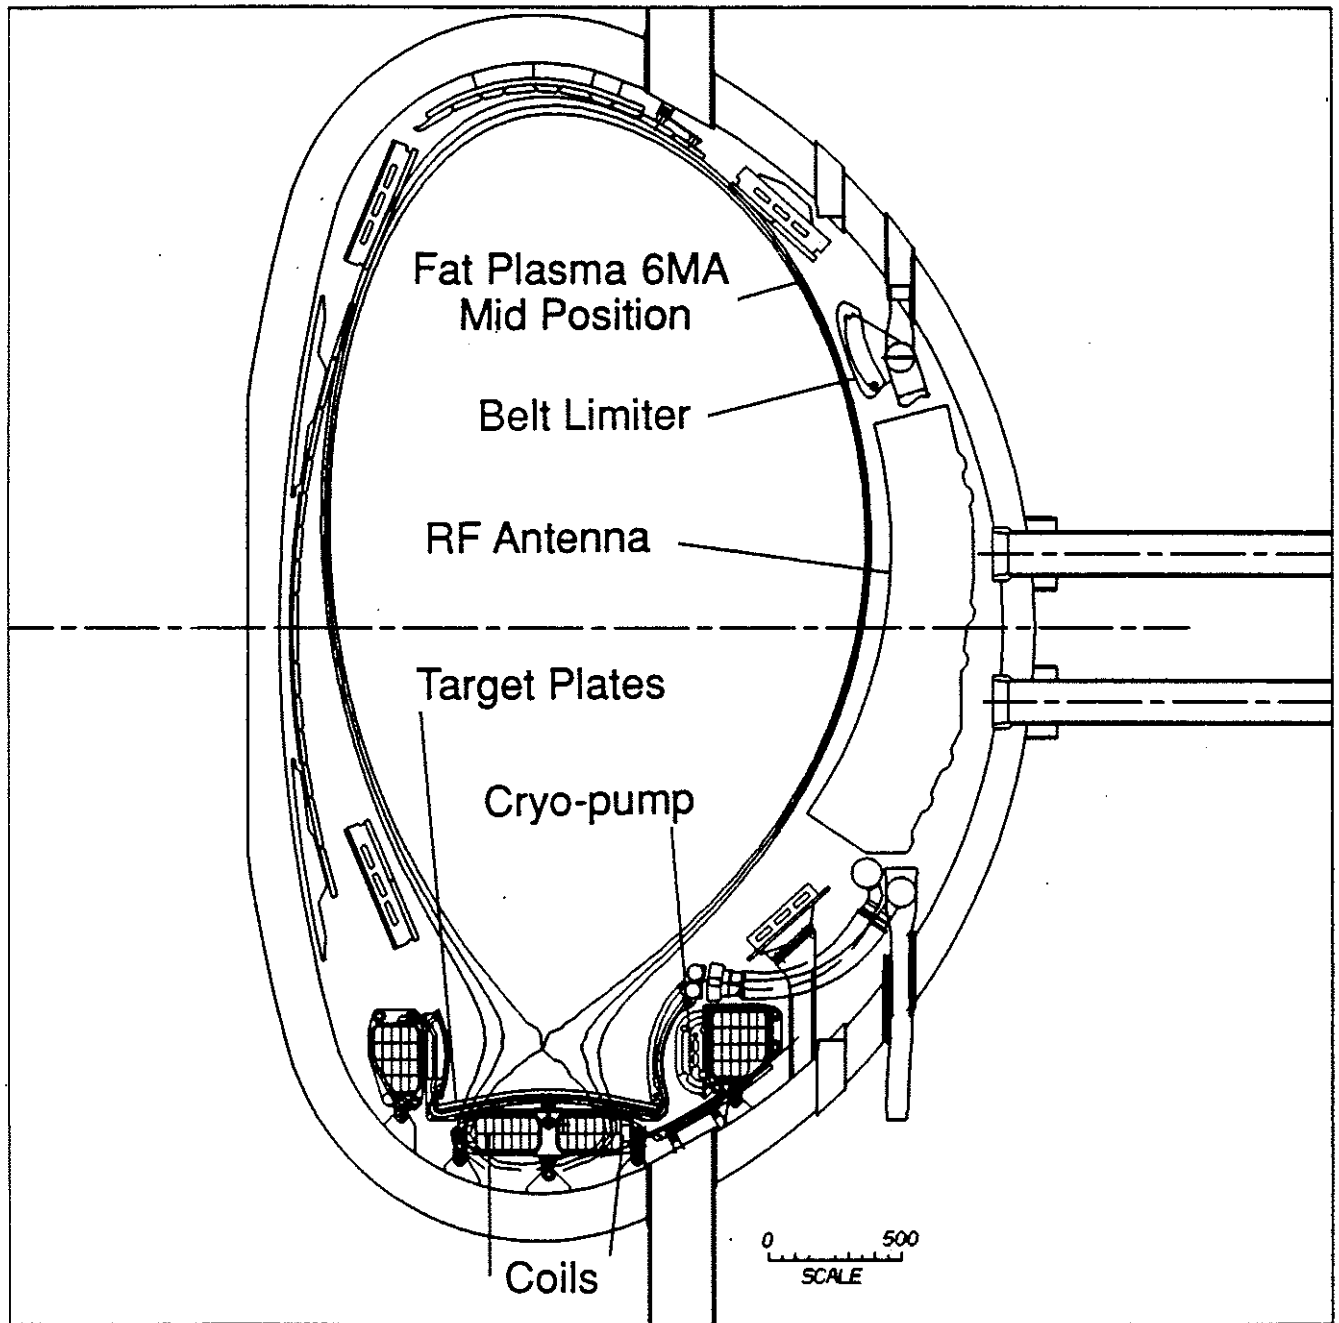 Fat Plasma 6MA
Mid Position
Belt Limiter
RF Antenna
Target Plates
Cryo-pump
Coils
0 500
SCALE